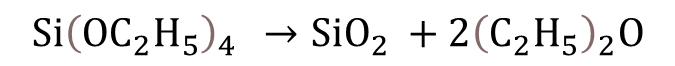 Si(OC₂H₅)₄ → SiO₂ + 2(C₂H₅)₂O